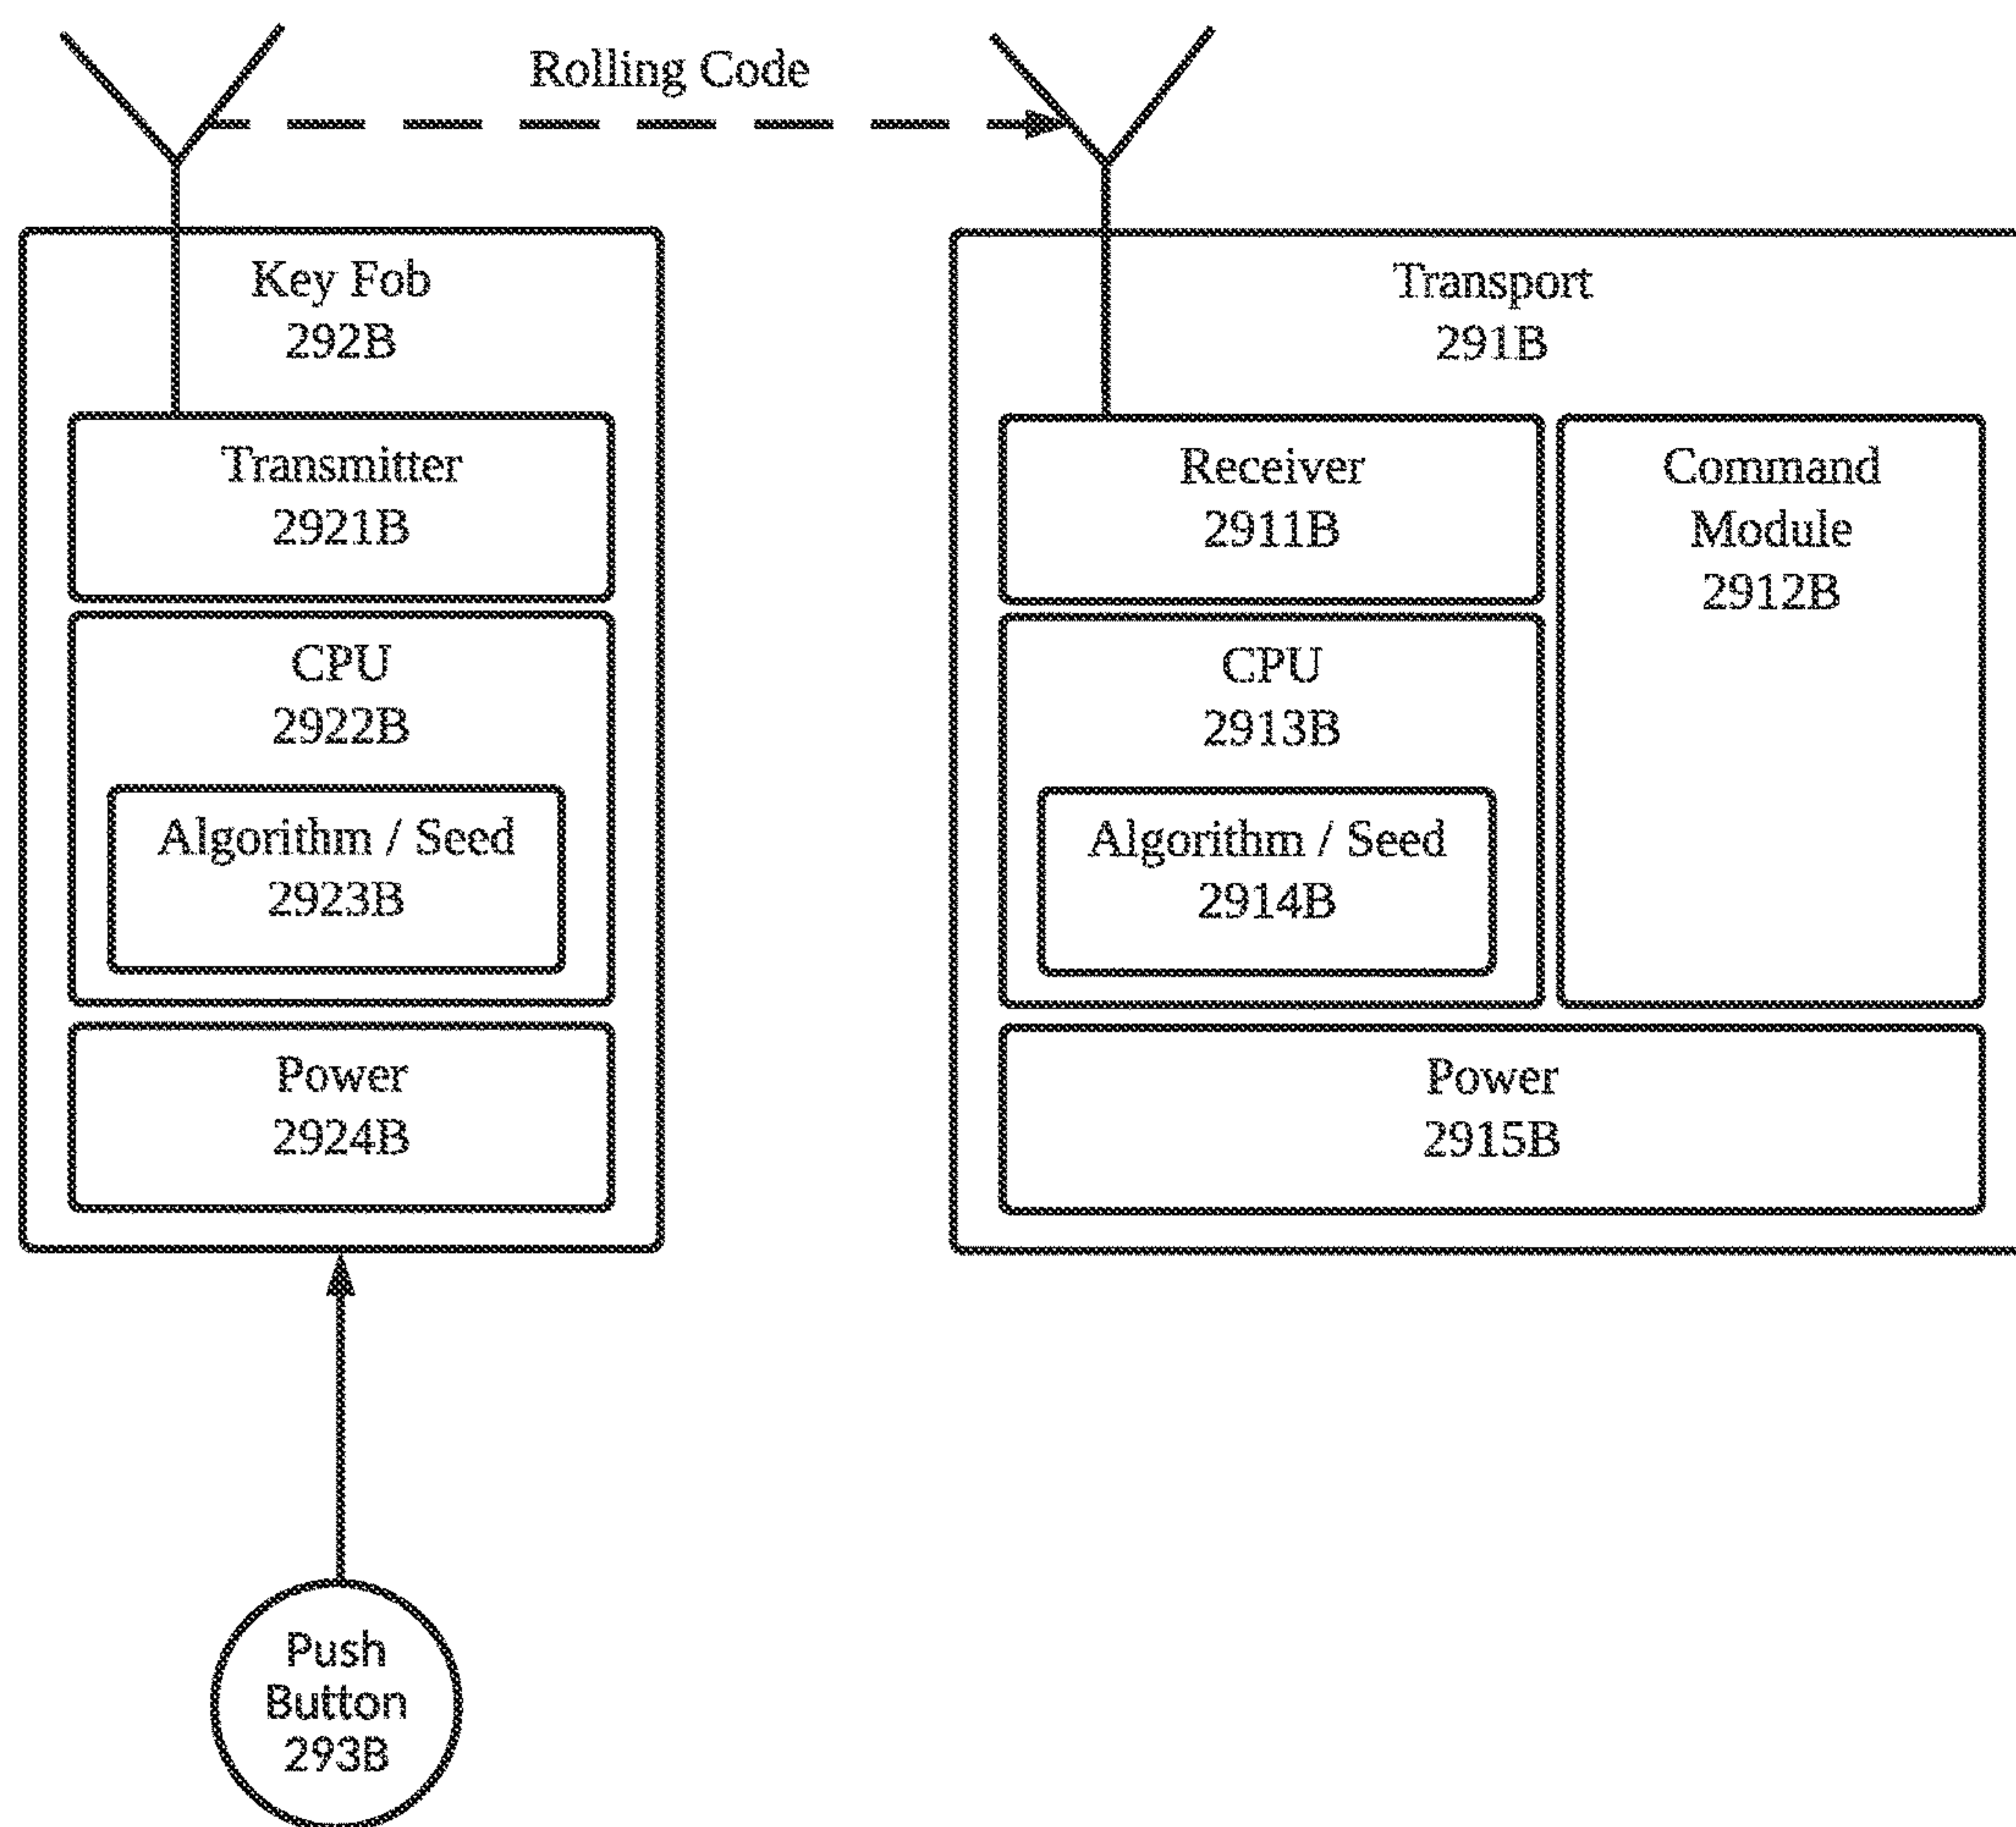 Rolling Code
Key Fob
292B
Transmitter
2921B
CPU
2922B
Algorithm / Seed
2923B
Power
2924B
Push
Button
293B
Transport
291B
Receiver
2911B
Command
Module
2912B
CPU
2913B
Algorithm / Seed
2914B
Power
2915B